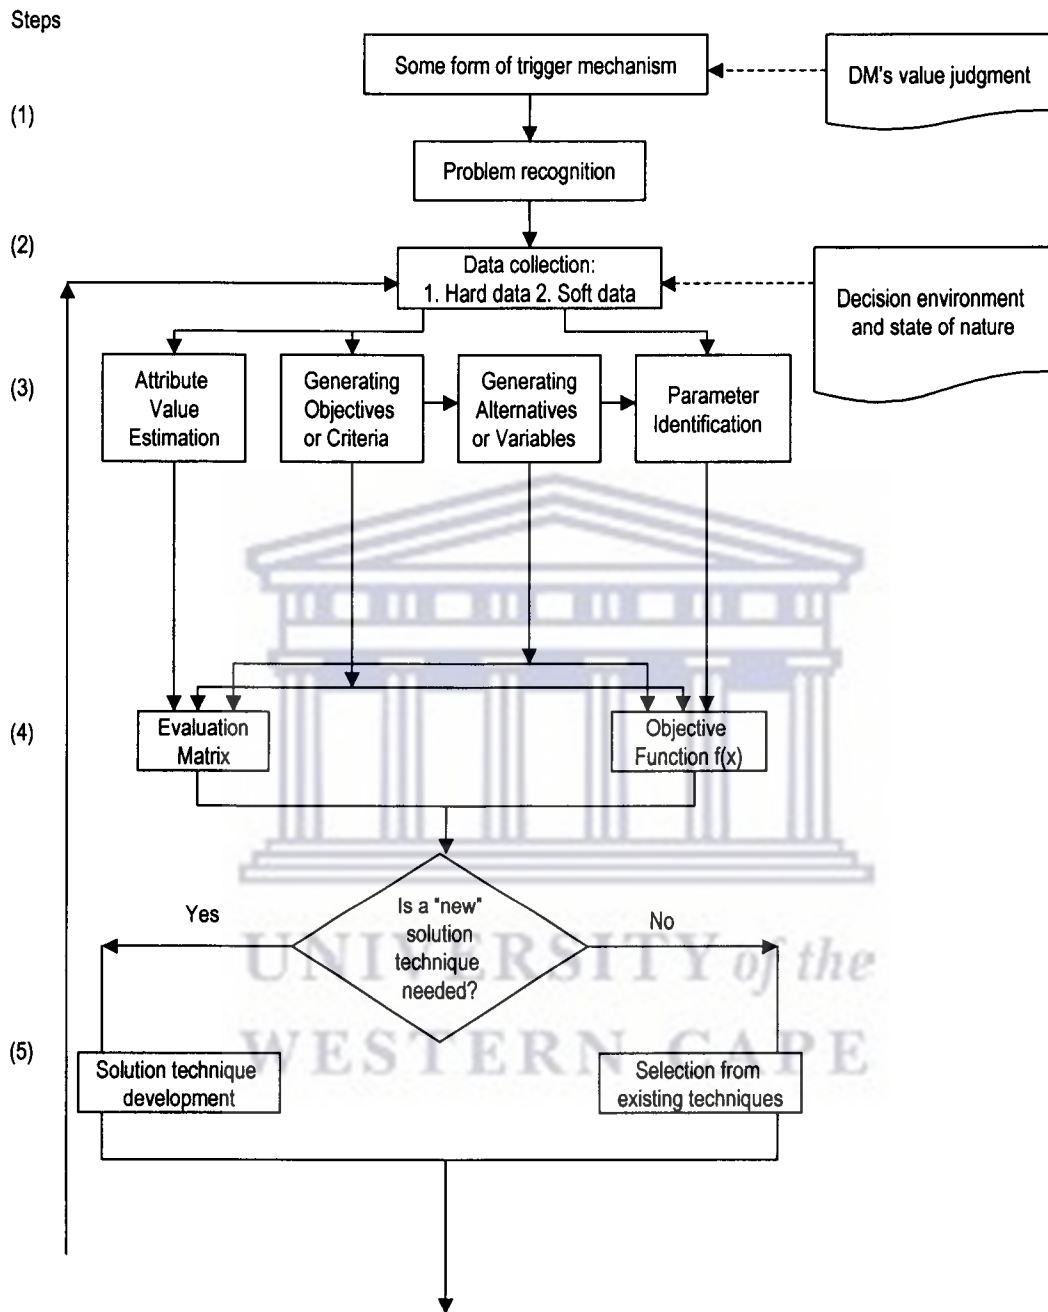 Steps
Some form of trigger mechanism
DM's value judgment
(1)
Problem recognition
(2)
Data collection:
1. Hard data 2. Soft data
Decision environment
and state of nature
(3)
Attribute
Value
Estimation
Generating
Objectives
or Criteria
Generating
Alternatives
or Variables
Parameter
Identification
(4)
Evaluation
Matrix
Objective
Function f(x)
Is a "new"
solution
technique
needed?
Yes
No
UNIVERSITY of the
WESTERN CAPE
(5)
Solution technique
development
Selection from
existing techniques